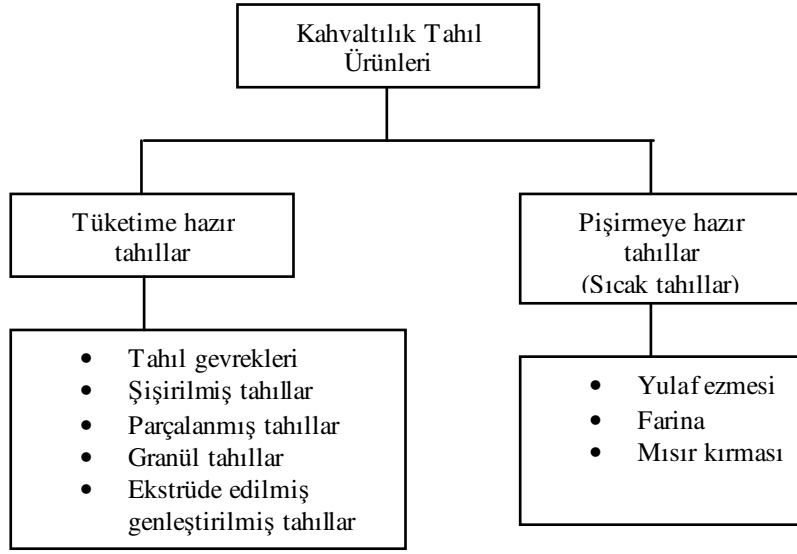 Kahvaltılık Tahıl
Ürünleri
Tüketime hazır
tahıllar
Pişirmeye hazır
tahıllar
(Sıcak tahıllar)
• Tahıl gevrekleri
• Şişirilmiş tahıllar
• Parçalanmış tahıllar
• Granül tahıllar
• Ekstrüde edilmiş
genleştirilmiş tahıllar
• Yulaf ezmesi
• Farina
• Mısır kırması